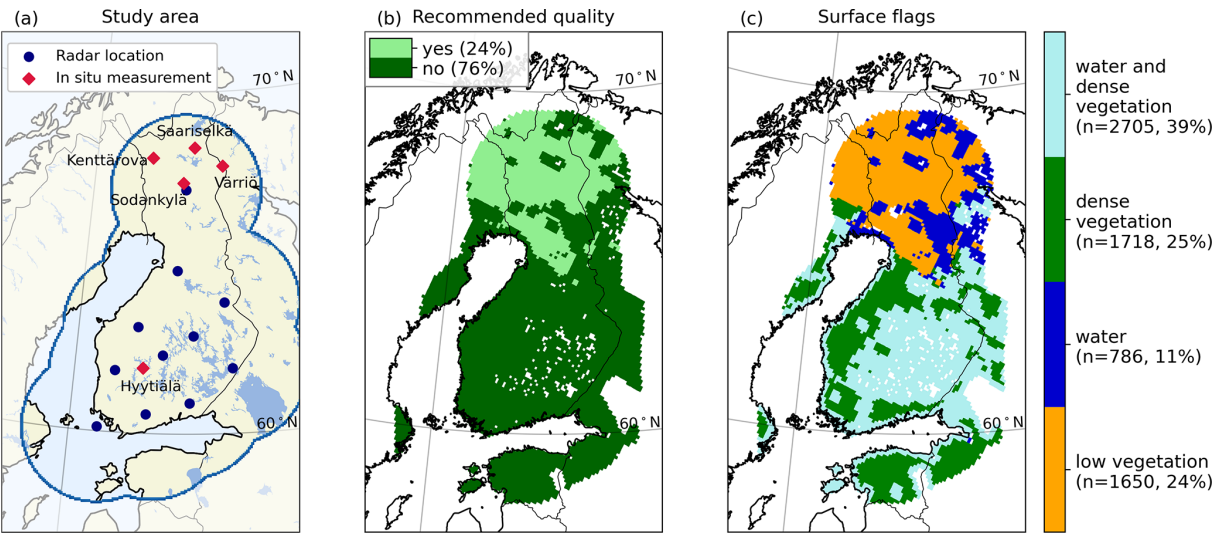 (a) Study area
Radar location
In situ measurement
70°N
Saariselkä
Kenttärova
Värriö
Sodankylä
Hyytiälä
60°N
(b) Recommended quality
yes (24%)
no (76%)
70°N
60°N
(c) Surface flags
70°N
60°N
water and
dense
vegetation
(n=2705, 39%)
dense
vegetation
(n=1718, 25%)
water
(n=786, 11%)
low vegetation
(n=1650, 24%)